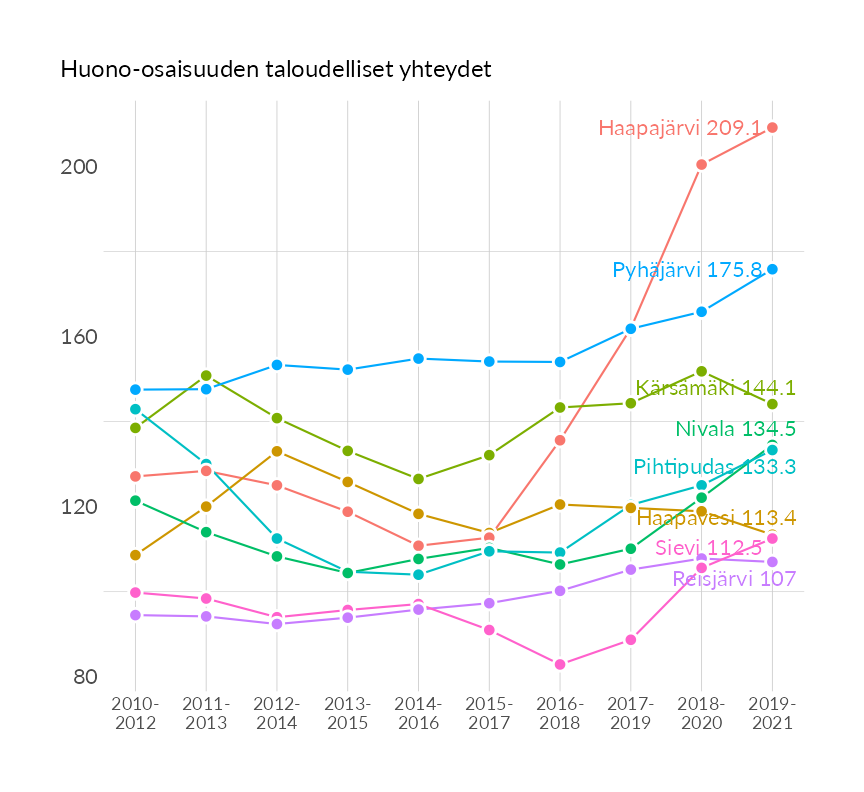 Huono-osaisuuden taloudelliset yhteydet
Haapajärvi 209.1
200
Pyhäjärvi 175.8
160
Kärsämäki 144.1
Nivala 134.5
Pihtipudas 133.3
120
Haapavesi 113.4
Sievi 112.5
Reisjärvi 107
80
2010- 2011- 2012- 2013- 2014- 2015- 2016- 2017- 2018- 2019-
2012 2013 2014 2015 2016 2017 2018 2019 2020 2021